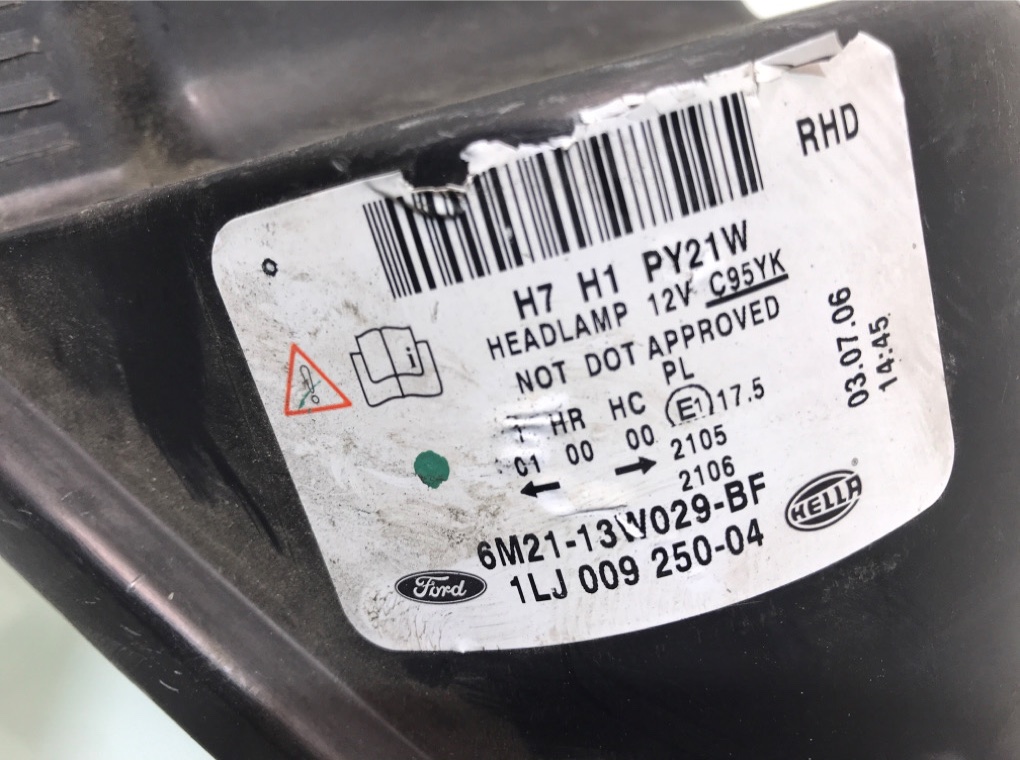 RHD
H7 H1 PY21W
HEADLAMP 12V C95YK
NOT DOT APPROVED
PL
1 HR HC E1 17.5
01 00 00 2105
← → 2106
6M21-13W029-BF
1LJ 009 250-04
Ford
HELLA®
03.07.06
14:45
i